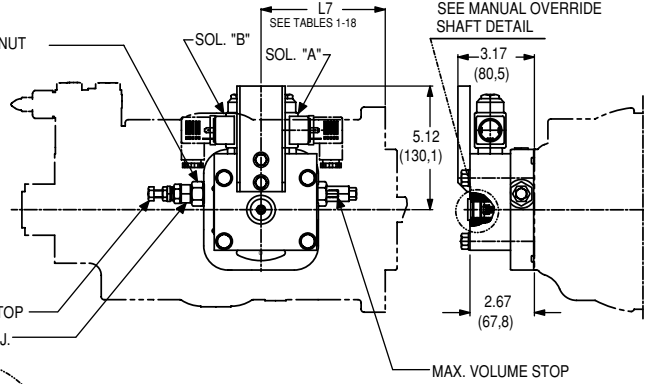 SEE MANUAL OVERRIDE
SHAFT DETAIL
L7
SEE TABLES 1-18
NUT
SOL. "B"
SOL. "A"
3.17
(80,5)
5.12
(130,1)
2.67
(67,8)
TOP
J.
MAX. VOLUME STOP